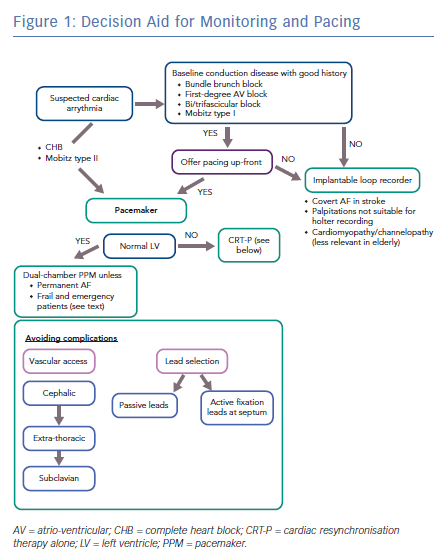 Figure 1: Decision Aid for Monitoring and Pacing
Suspected cardiac
arrythmia
Baseline conduction disease with good history
• Bundle brunch block
• First-degree AV block
• Bi/trifascicular block
• Mobitz type I
• CHB
• Mobitz type II
YES
NO
Offer pacing up-front
NO
YES
Implantable loop recorder
• Covert AF in stroke
• Palpitations not suitable for
holter recording
• Cardiomyopathy/channelopathy
(less relevant in elderly)
Pacemaker
YES
Normal LV
NO
CRT-P (see
below)
Dual-chamber PPM unless
• Permanent AF
• Frail and emergency
patients (see text)
Avoiding complications
Vascular access
Cephalic
Extra-thoracic
Subclavian
Lead selection
Passive leads
Active fixation
leads at septum
AV = atrio-ventricular; CHB = complete heart block; CRT-P = cardiac resynchronisation
therapy alone; LV = left ventricle; PPM = pacemaker.